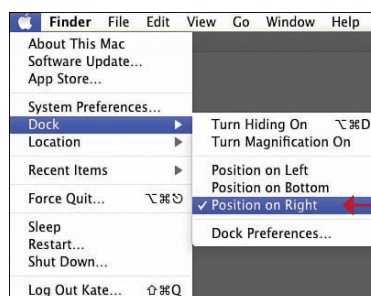 Finder File Edit View Go Window Help
About This Mac
Software Update...
App Store...
System Preferences...
Dock
Location
Recent Items
Force Quit... ⌥⌘⎋
Sleep
Restart...
Shut Down...
Log Out Kate... ⇧⌘Q
Turn Hiding On ⌥⌘D
Turn Magnification On
Position on Left
Position on Bottom
✓ Position on Right
Dock Preferences...